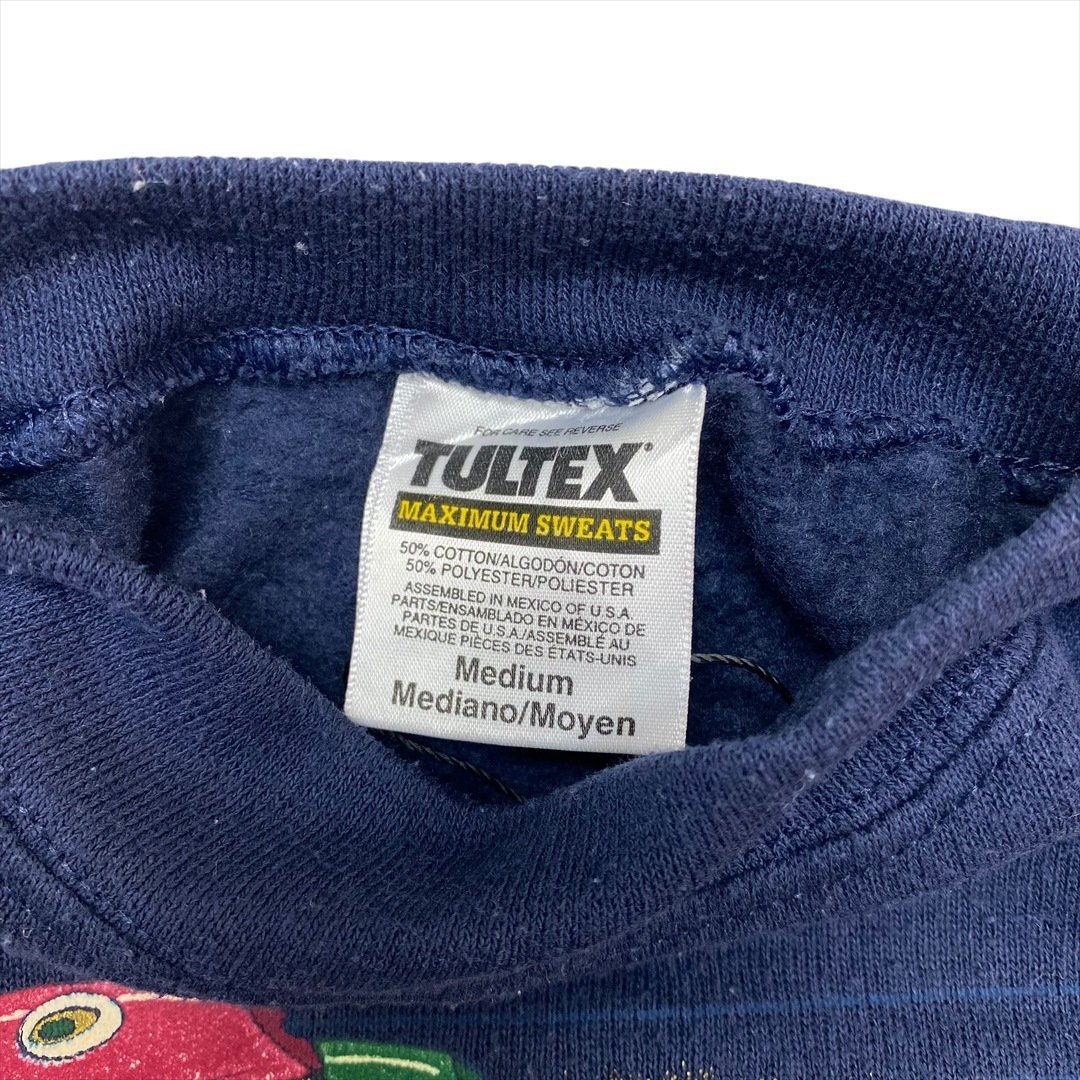 FOR CARE SEE REVERSE
TULTEX®
MAXIMUM SWEATS
50% COTTON/ALGODÓN/COTON
50% POLYESTER/POLIESTER
ASSEMBLED IN MEXICO OF U.S.A.
PARTS/ENSAMBLADO EN MÉXICO DE
PARTES DE U.S.A./ASSEMBLÉ AU
MEXIQUE PIÈCES DES ÉTATS-UNIS
Medium
Mediano/Moyen